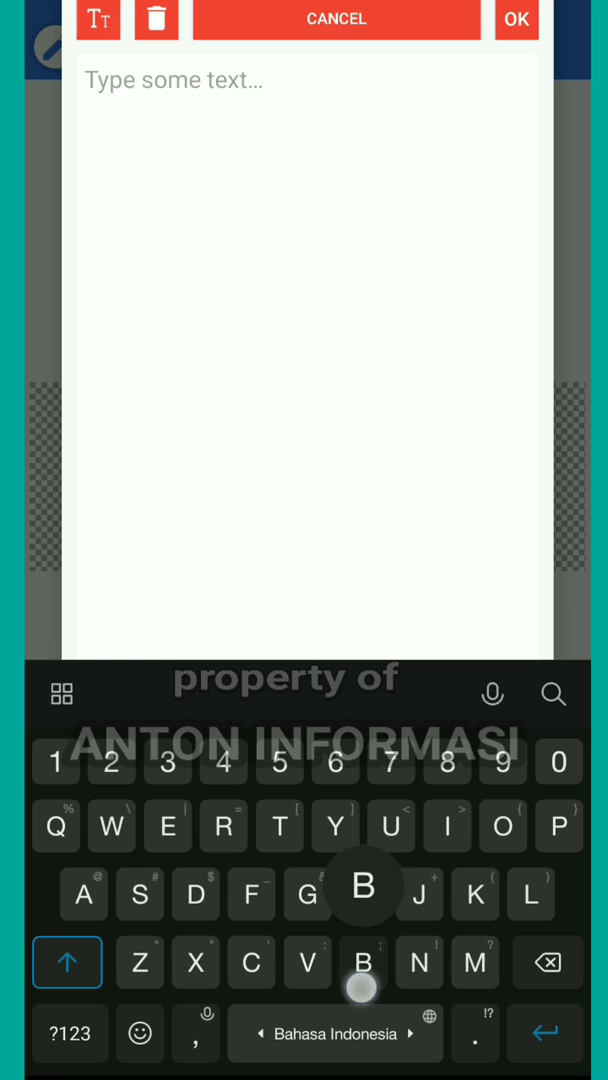 TT
CANCEL
OK
Type some text...
property of
ANTON INFORMASI
1 2 3 4 5 6 7 8 9 0
% \ | = [ ] < > { }
Q W E R T Y U I O P
@ # $ _ & + ( )
B
A S D F G J K L
* " ' : ; ! ?
Z X C V B N M
!?
?123 , Bahasa Indonesia .